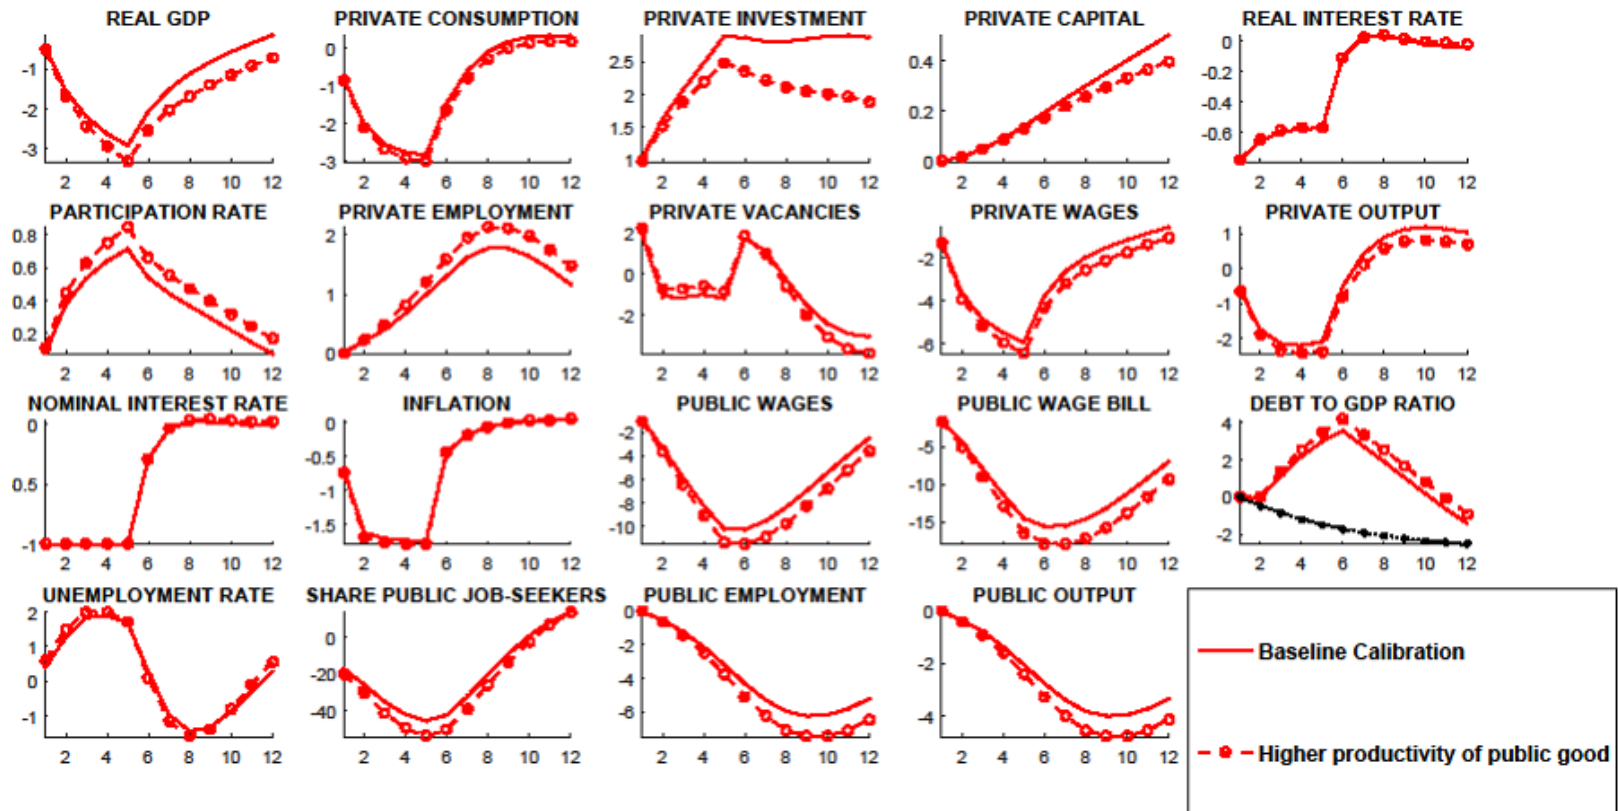 REAL GDP PRIVATE CONSUMPTION PRIVATE INVESTMENT PRIVATE CAPITAL REAL INTEREST RATE
-1 -2 -3
2 4 6 8 10 12
0 -1 -2 -3
2 4 6 8 10 12
2.5 2 1.5 1
2 4 6 8 10 12
0.4 0.2 0
2 4 6 8 10 12
0 -0.2 -0.4 -0.6
2 4 6 8 10 12
PARTICIPATION RATE PRIVATE EMPLOYMENT PRIVATE VACANCIES PRIVATE WAGES PRIVATE OUTPUT
0.8 0.6 0.4 0.2
2 4 6 8 10 12
2 1 0
2 4 6 8 10 12
2 0 -2
2 4 6 8 10 12
-2 -4 -6
2 4 6 8 10 12
1 0 -1 -2
2 4 6 8 10 12
NOMINAL INTEREST RATE INFLATION PUBLIC WAGES PUBLIC WAGE BILL DEBT TO GDP RATIO
0 0.5 -1
2 4 6 8 10 12
0 -0.5 -1 -1.5
2 4 6 8 10 12
-2 -4 -6 -8 -10
2 4 6 8 10 12
-5 -10 -15
2 4 6 8 10 12
4 2 0 -2
2 4 6 8 10 12
UNEMPLOYMENT RATE SHARE PUBLIC JOB-SEEKERS PUBLIC EMPLOYMENT PUBLIC OUTPUT
2 1 0 -1
2 4 6 8 10 12
0 -20 -40
2 4 6 8 10 12
0 -2 -4 -6
2 4 6 8 10 12
0 -2 -4
2 4 6 8 10 12
Baseline Calibration
Higher productivity of public good